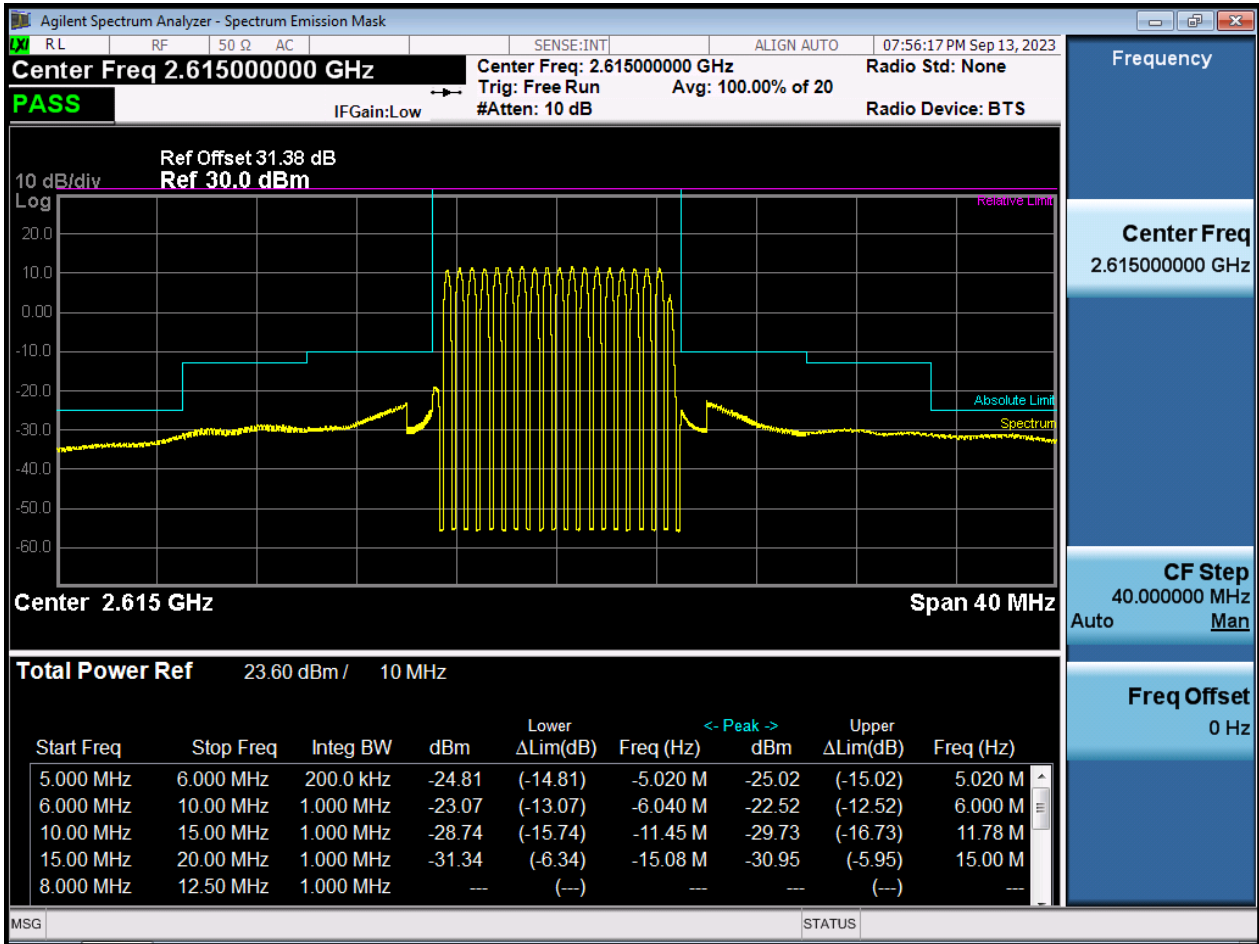 Agilent Spectrum Analyzer - Spectrum Emission Mask
LXI RL RF 50 Ω AC SENSE:INT ALIGN AUTO 07:56:17 PM Sep 13, 2023
Center Freq 2.615000000 GHz
PASS
IFGain:Low
Center Freq: 2.615000000 GHz
Trig: Free Run Avg: 100.00% of 20
#Atten: 10 dB
Radio Std: None
Radio Device: BTS
Ref Offset 31.38 dB
10 dB/div Ref 30.0 dBm
Log
Relative Limit
20.0
10.0
0.00
-10.0
-20.0
Absolute Limit
Spectrum
-30.0
-40.0
-50.0
-60.0
Center 2.615 GHz Span 40 MHz
Total Power Ref 23.60 dBm / 10 MHz
Lower <- Peak -> Upper
Start Freq Stop Freq Integ BW dBm ΔLim(dB) Freq (Hz) dBm ΔLim(dB) Freq (Hz)
5.000 MHz 6.000 MHz 200.0 kHz -24.81 (-14.81) -5.020 M -25.02 (-15.02) 5.020 M
6.000 MHz 10.00 MHz 1.000 MHz -23.07 (-13.07) -6.040 M -22.52 (-12.52) 6.000 M
10.00 MHz 15.00 MHz 1.000 MHz -28.74 (-15.74) -11.45 M -29.73 (-16.73) 11.78 M
15.00 MHz 20.00 MHz 1.000 MHz -31.34 (-6.34) -15.08 M -30.95 (-5.95) 15.00 M
8.000 MHz 12.50 MHz 1.000 MHz --- (---) --- --- (---) ---
MSG STATUS
Frequency
Center Freq
2.615000000 GHz
CF Step
40.000000 MHz
Auto Man
Freq Offset
0 Hz